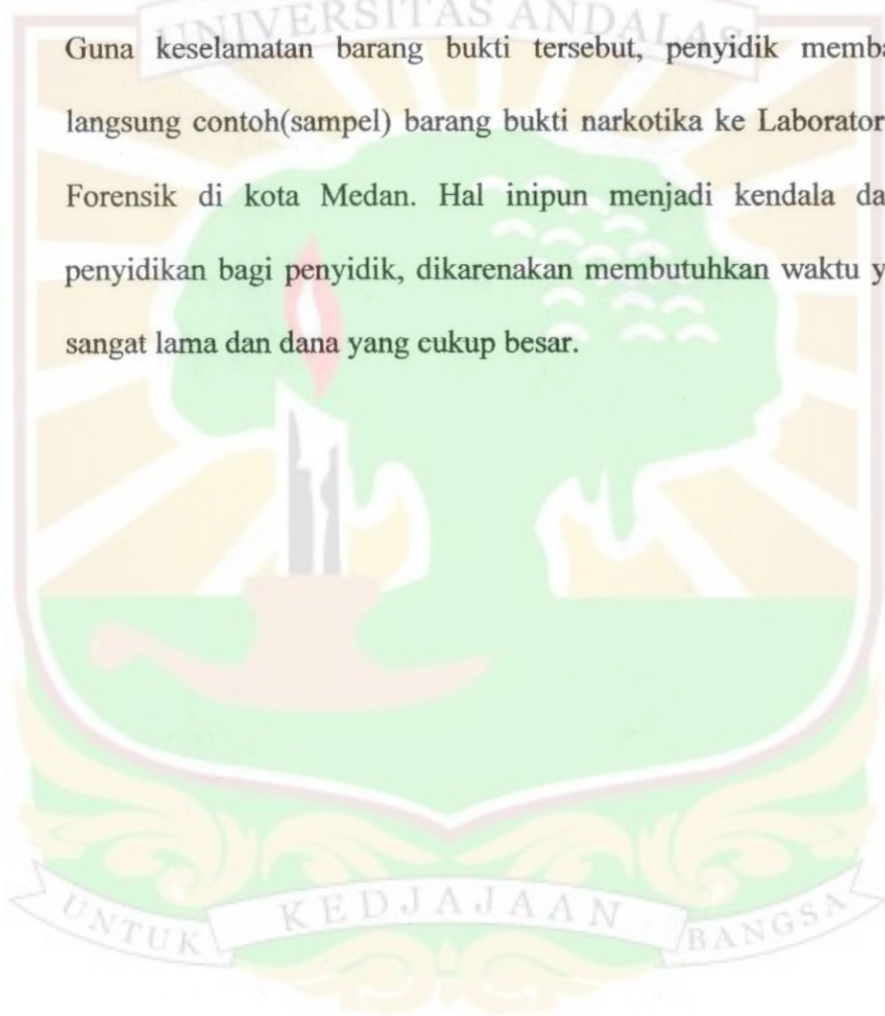 UNIVERSITAS ANDALAS
Guna keselamatan barang bukti tersebut, penyidik memba
langsung contoh(sampel) barang bukti narkotika ke Laborator
Forensik di kota Medan. Hal inipun menjadi kendala da
penyidikan bagi penyidik, dikarenakan membutuhkan waktu y
sangat lama dan dana yang cukup besar.
UNTUK KEDJAJAAN BANGSA